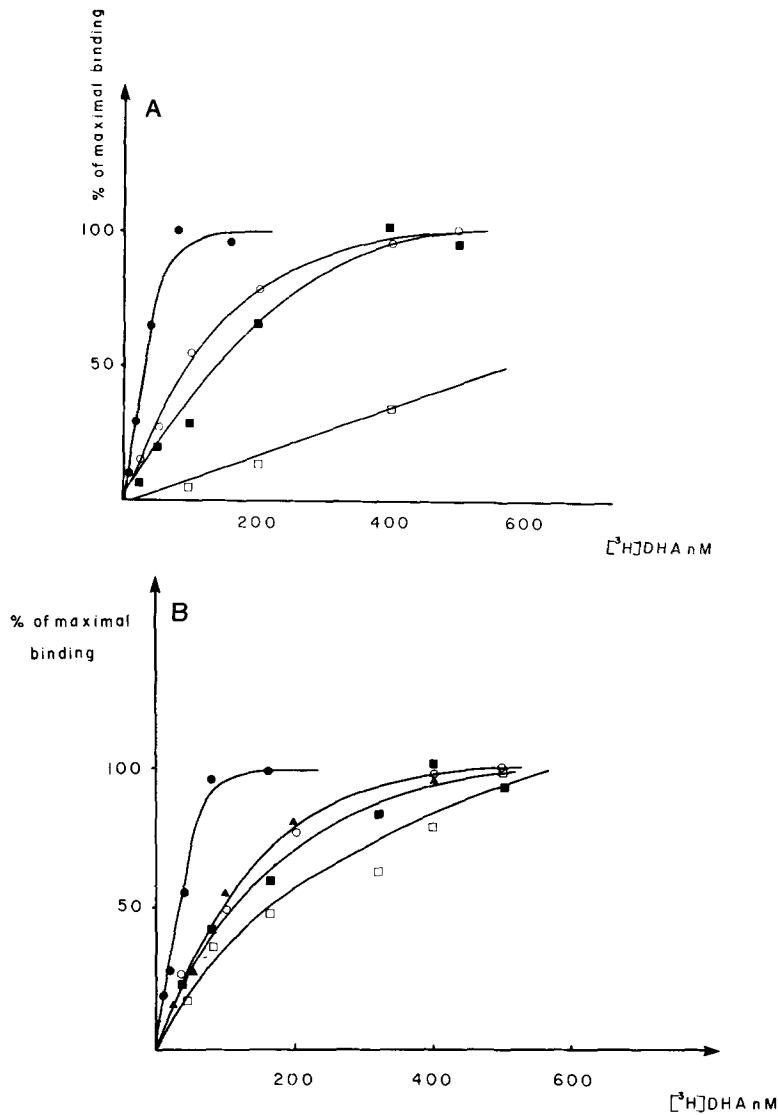 % of maximal binding
A
100
50
200 400 600
[³H]DHA nM
B
% of maximal
binding
100
50
200 400 600
[³H]DHA nM